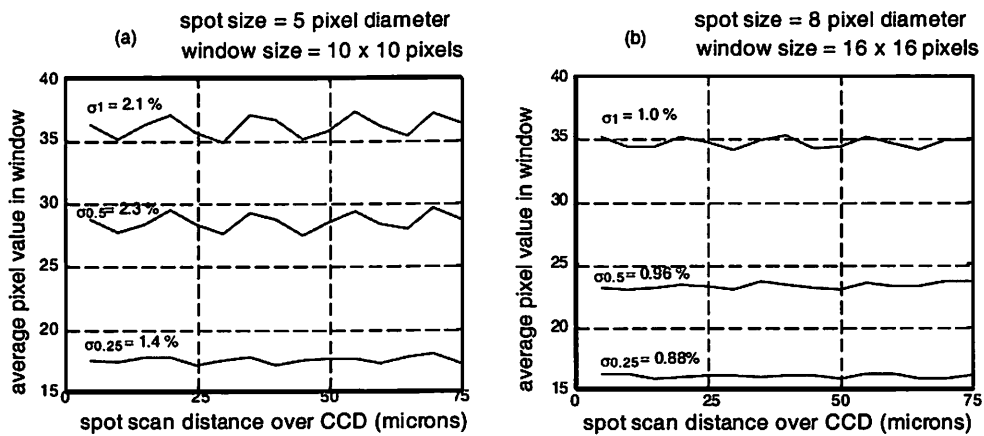 (a)
spot size = 5 pixel diameter
window size = 10 x 10 pixels
40
35
30
25
20
15
average pixel value in window
σ1 = 2.1 %
σ0.5 = 2.3 %
σ0.25 = 1.4 %
0
25
50
75
spot scan distance over CCD (microns)
(b)
spot size = 8 pixel diameter
window size = 16 x 16 pixels
40
35
30
25
20
15
average pixel value in window
σ1 = 1.0 %
σ0.5 = 0.96 %
σ0.25 = 0.88%
0
25
50
75
spot scan distance over CCD (microns)